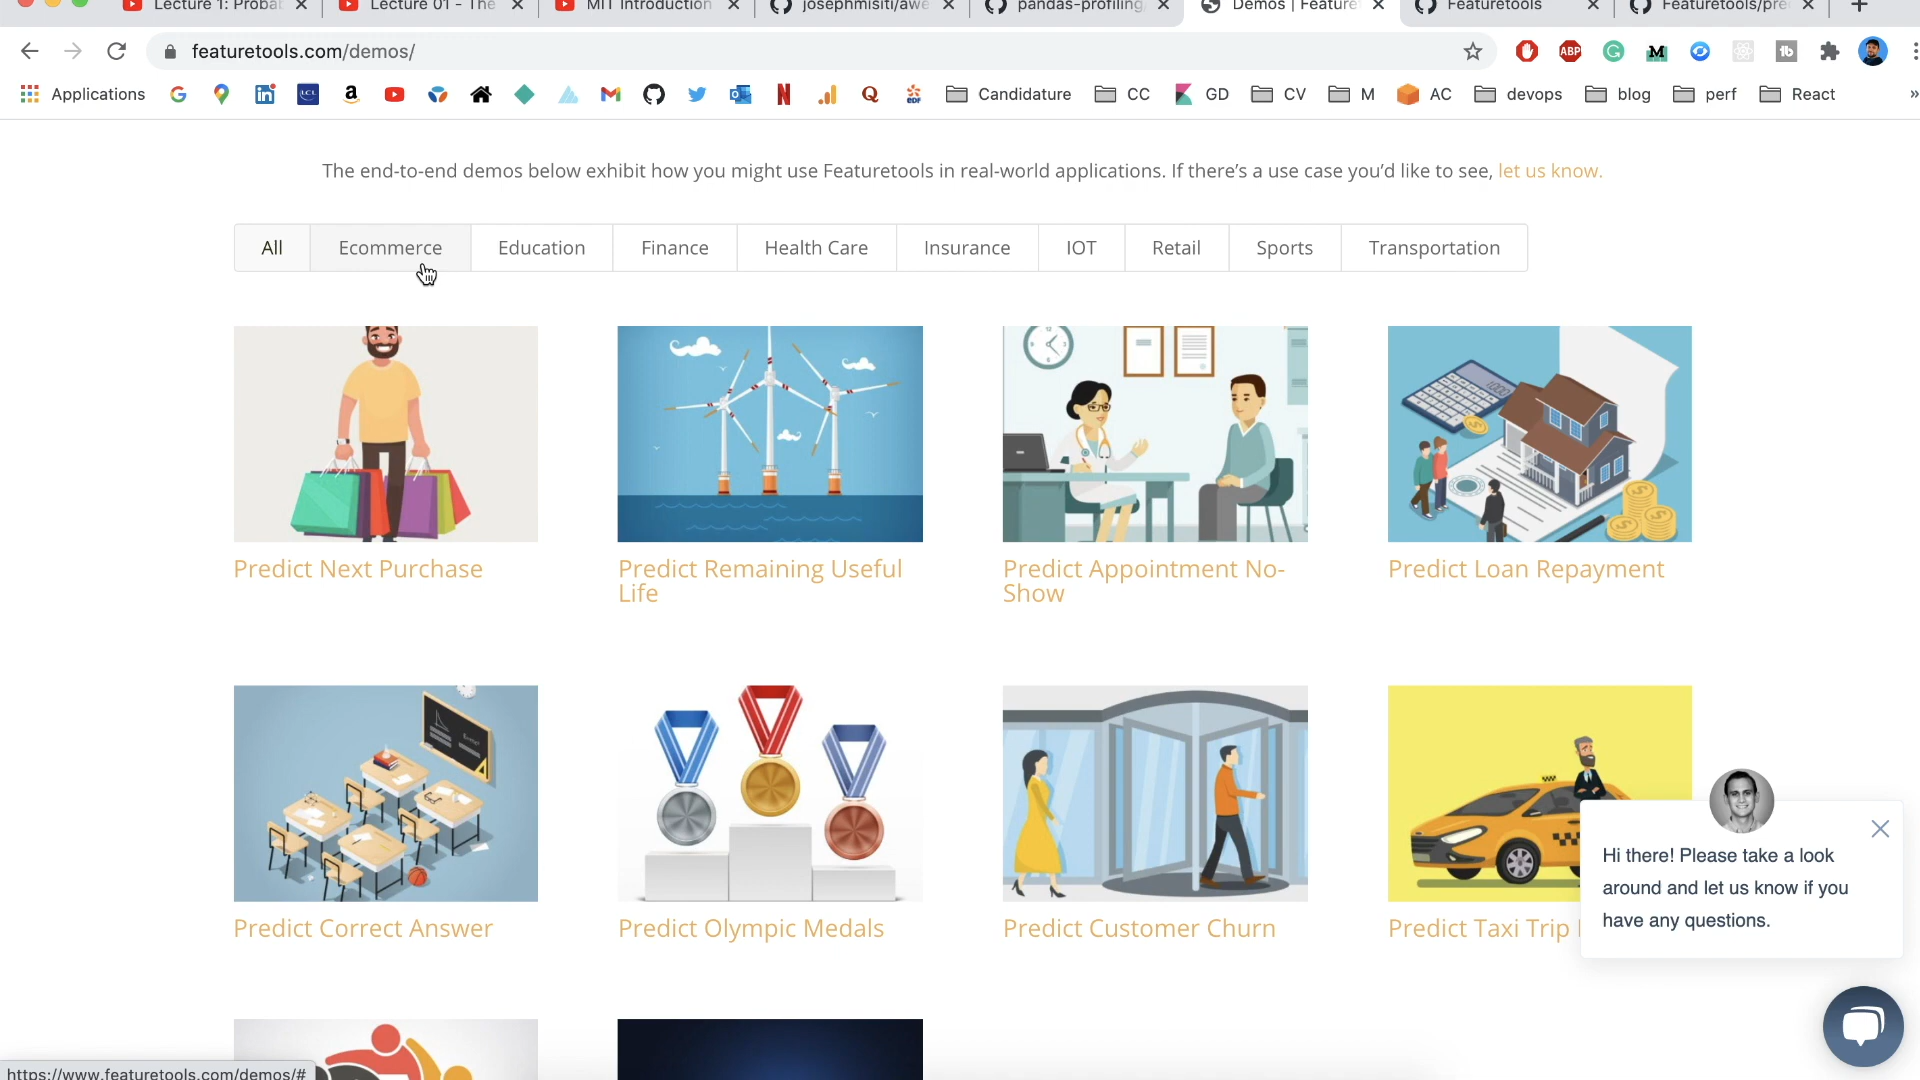 Lecture 1: Probab
Lecture 01 - The
MIT Introduction
josephmisiti/awe
pandas-profiling
Demos | Feature
Featuretools
Featuretools/pre
featuretools.com/demos/
ABP
M
tb
Applications
LCL
Candidature
CC
GD
CV
M
AC
devops
blog
perf
React
»
The end-to-end demos below exhibit how you might use Featuretools in real-world applications. If there's a use case you'd like to see, let us know.
All
Ecommerce
Education
Finance
Health Care
Insurance
IOT
Retail
Sports
Transportation
Predict Next Purchase
Predict Remaining Useful
Life
Predict Appointment No-
Show
Predict Loan Repayment
Predict Correct Answer
Predict Olympic Medals
Predict Customer Churn
Predict Taxi Trip
Hi there! Please take a look
around and let us know if you
have any questions.
https://www.featuretools.com/demos/#